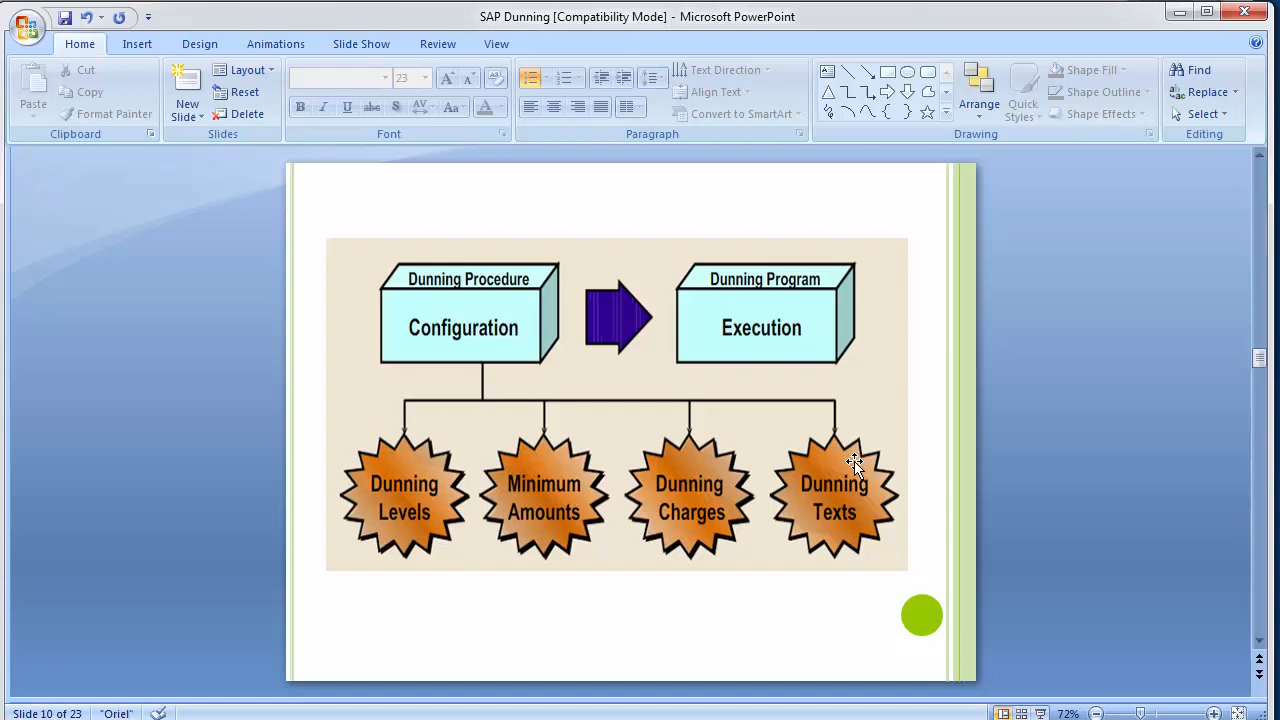 SAP Dunning [Compatibility Mode] - Microsoft PowerPoint
Home Insert Design Animations Slide Show Review View
Paste
Cut
Copy
Format Painter
Clipboard
New
Slide
Layout
Reset
Delete
Slides
23
B I U abc S AV Aa A
Font
Text Direction
Align Text
Convert to SmartArt
Paragraph
Arrange
Quick
Styles
Shape Fill
Shape Outline
Shape Effects
Drawing
Find
Replace
Select
Editing
Dunning Procedure
Configuration
Dunning Program
Execution
Dunning
Levels
Minimum
Amounts
Dunning
Charges
Dunning
Texts
Slide 10 of 23 "Oriel" 72%